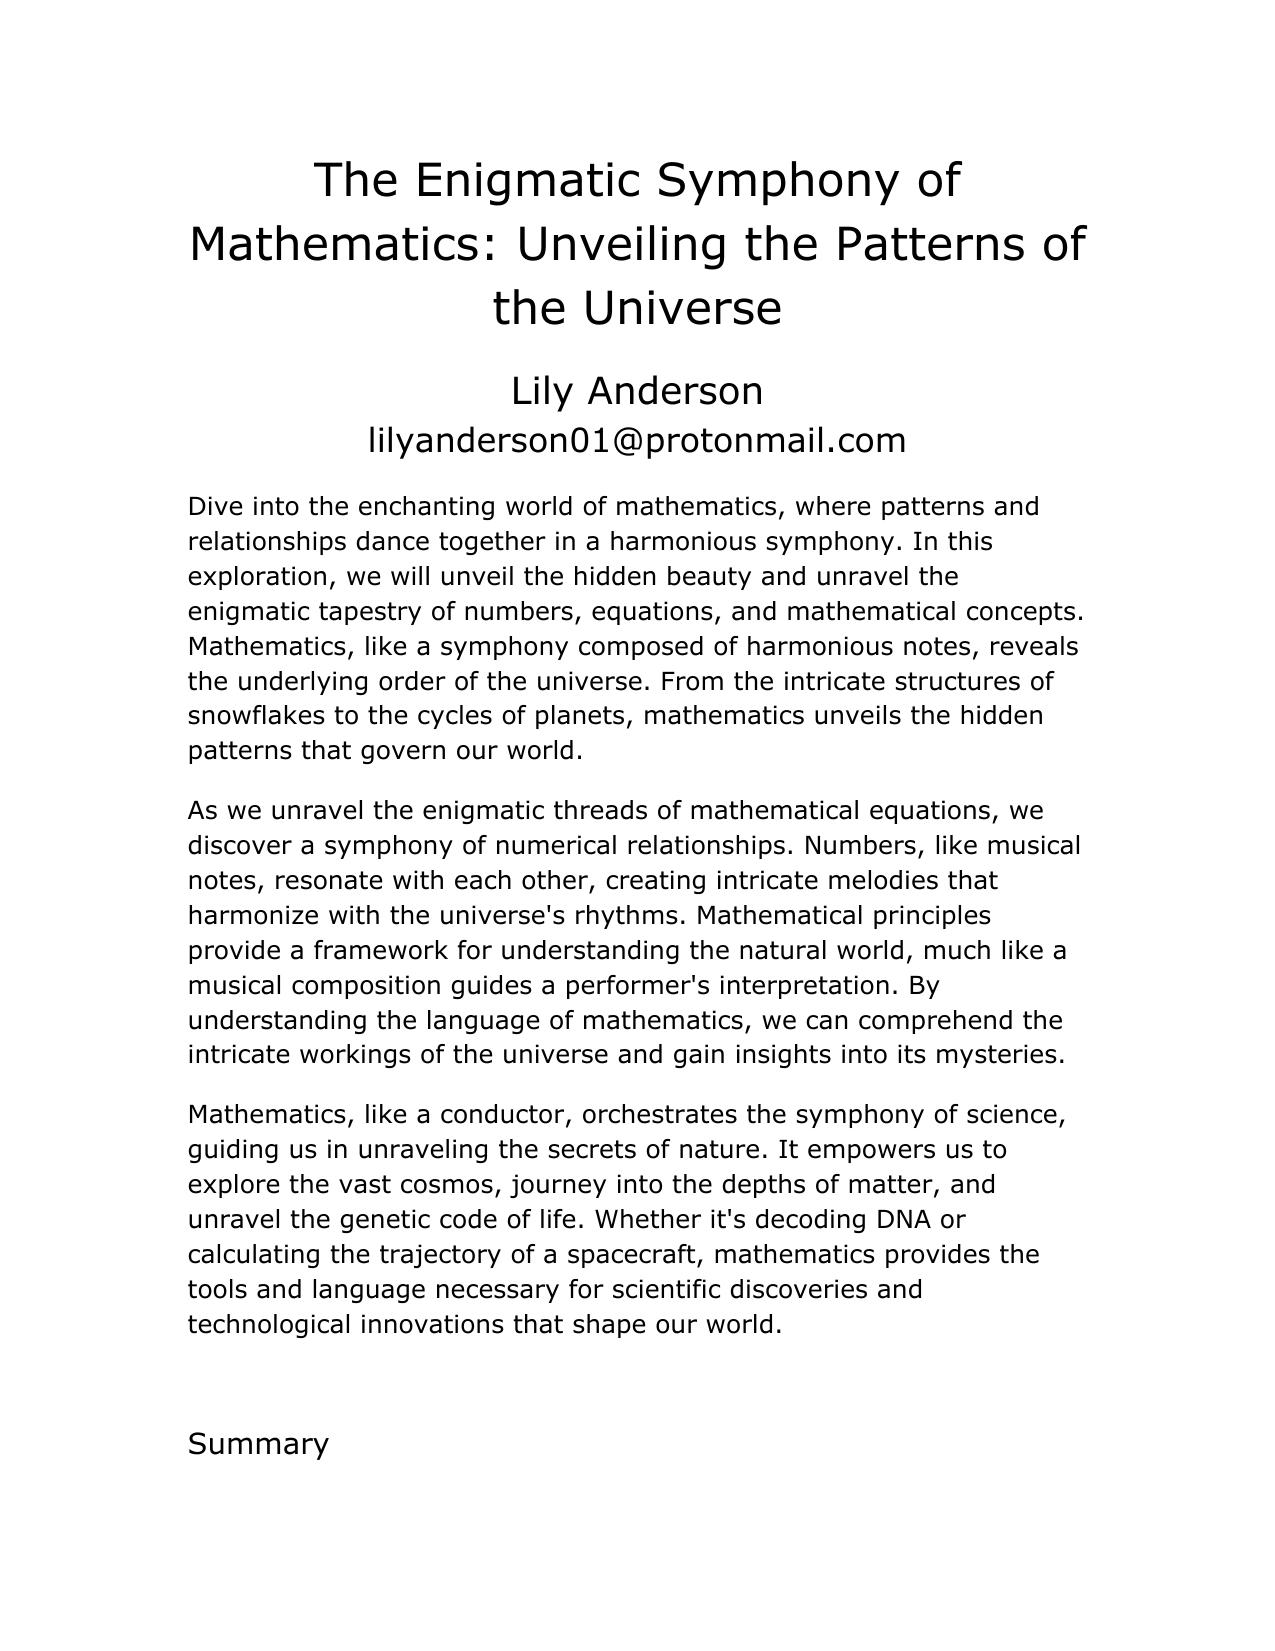 The Enigmatic Symphony of
Mathematics: Unveiling the Patterns of
the Universe
Lily Anderson
lilyanderson01@protonmail.com
Dive into the enchanting world of mathematics, where patterns and
relationships dance together in a harmonious symphony. In this
exploration, we will unveil the hidden beauty and unravel the
enigmatic tapestry of numbers, equations, and mathematical concepts.
Mathematics, like a symphony composed of harmonious notes, reveals
the underlying order of the universe. From the intricate structures of
snowflakes to the cycles of planets, mathematics unveils the hidden
patterns that govern our world.
As we unravel the enigmatic threads of mathematical equations, we
discover a symphony of numerical relationships. Numbers, like musical
notes, resonate with each other, creating intricate melodies that
harmonize with the universe's rhythms. Mathematical principles
provide a framework for understanding the natural world, much like a
musical composition guides a performer's interpretation. By
understanding the language of mathematics, we can comprehend the
intricate workings of the universe and gain insights into its mysteries.
Mathematics, like a conductor, orchestrates the symphony of science,
guiding us in unraveling the secrets of nature. It empowers us to
explore the vast cosmos, journey into the depths of matter, and
unravel the genetic code of life. Whether it's decoding DNA or
calculating the trajectory of a spacecraft, mathematics provides the
tools and language necessary for scientific discoveries and
technological innovations that shape our world.
Summary